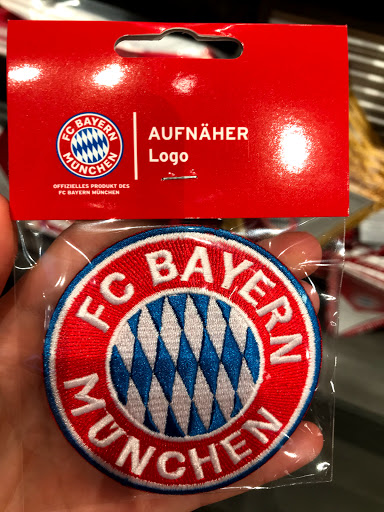 FC BAYERN
MÜNCHEN
AUFNÄHER
Logo
OFFIZIELLES PRODUKT DES
FC BAYERN MÜNCHEN
FC BAYERN
MÜNCHEN